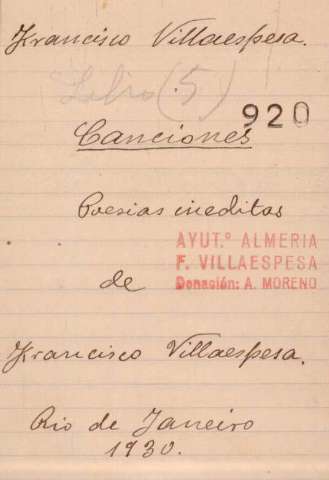 Francisco Villaespesa.
Libro (5)
920
Canciones
Poesias ineditas
AYUT.º ALMERIA
F. VILLAESPESA
Donación: A. MORENO
de
Francisco Villaespesa.
Rio de Janeiro
1930.